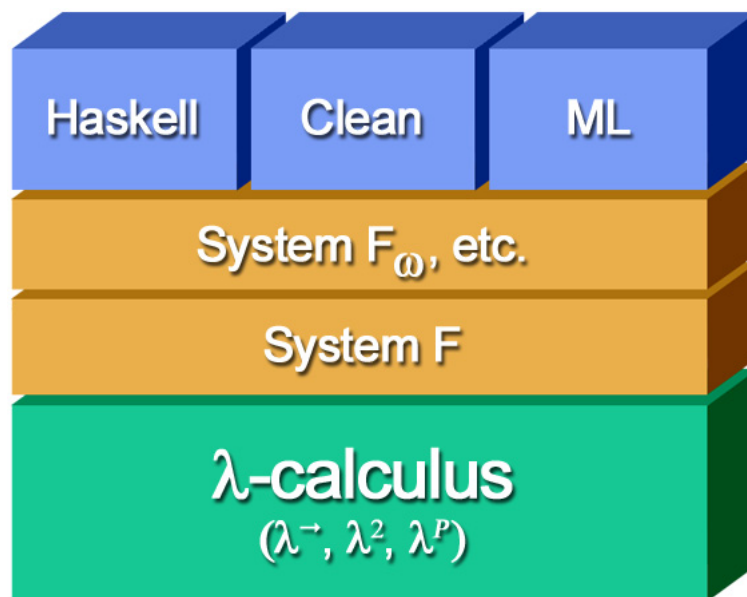 Haskell
Clean
ML
System Fω, etc.
System F
λ-calculus
(λ→, λ², λᴾ)